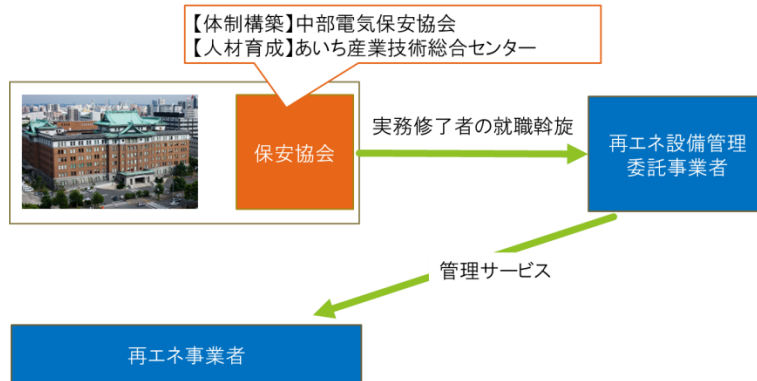 【体制構築】中部電気保安協会
【人材育成】あいち産業技術総合センター
保安協会
実務修了者の就職斡旋
再エネ設備管理
委託事業者
管理サービス
再エネ事業者